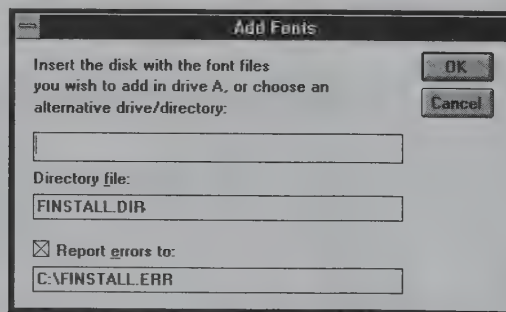 Add Fonts
Insert the disk with the font files
you wish to add in drive A, or choose an
alternative drive/directory:
OK
Cancel
Directory file:
FINSTALL.DIR
Report errors to:
C:\FINSTALL.ERR